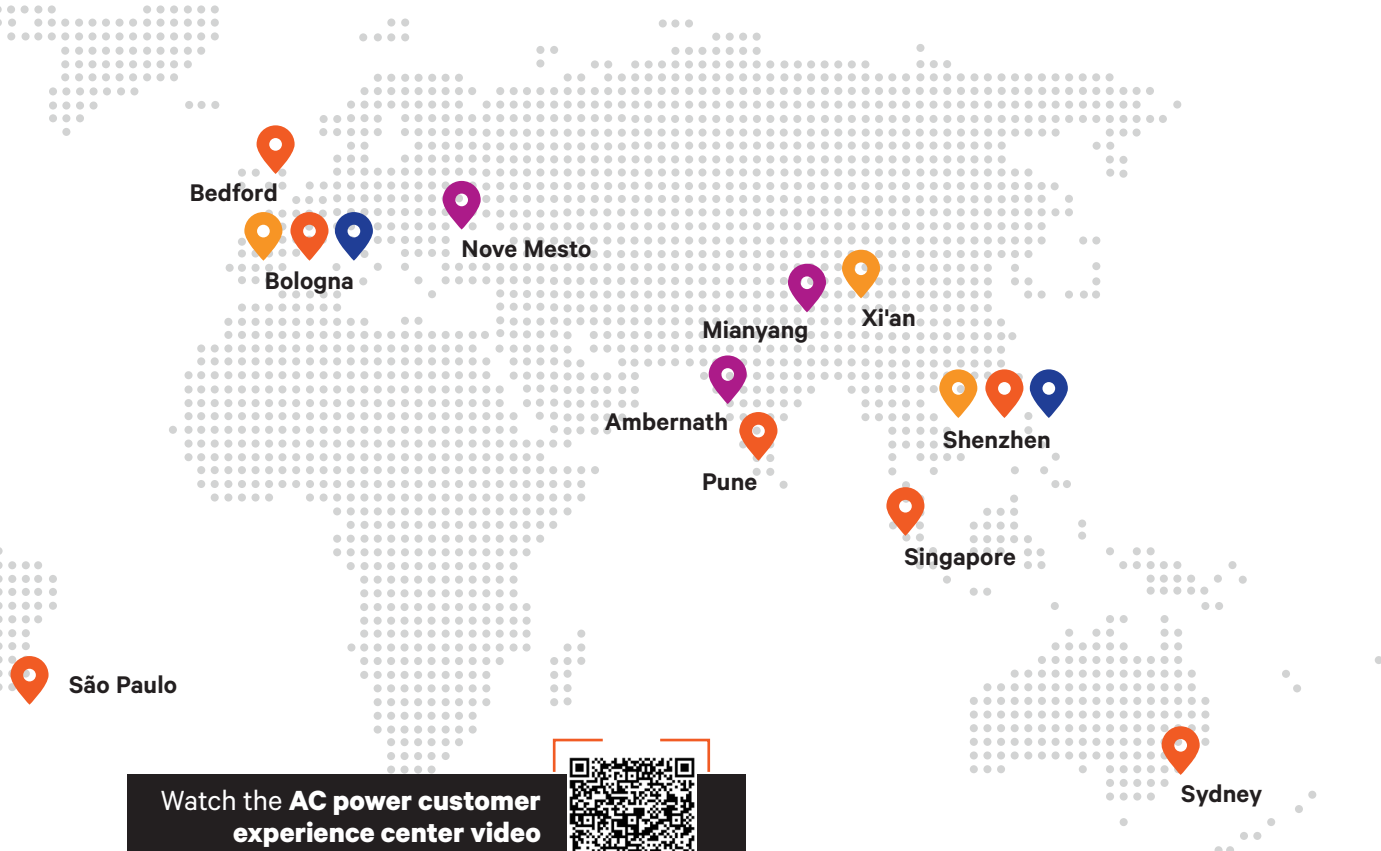 Bedford
Nove Mesto
Bologna
Mianyang
Xi'an
Ambernath
Shenzhen
Pune
Singapore
São Paulo
Sydney
Watch the AC power customer
experience center video